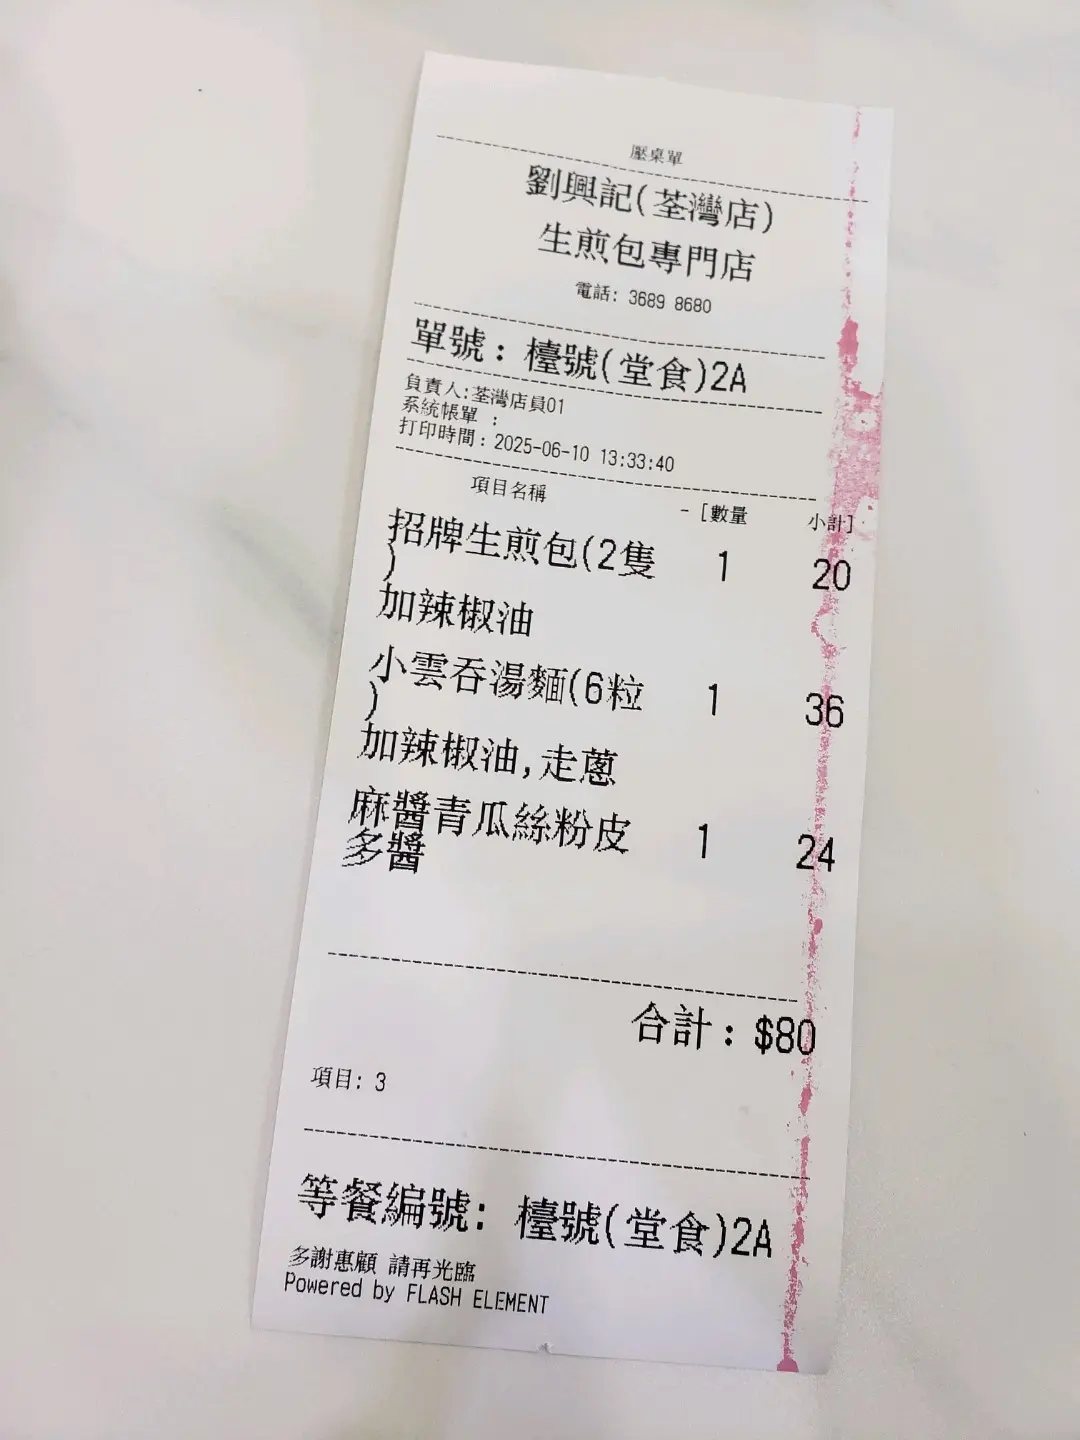 壓桌單
劉興記(荃灣店)
生煎包專門店
電話: 3689 8680
單號: 檯號(堂食)2A
負責人:荃灣店員01
系統帳單 :
打印時間: 2025-06-10 13:33:40
項目名稱 - [數量 小計]
招牌生煎包(2隻 1 20
)
加辣椒油
小雲吞湯麵(6粒 1 36
)
加辣椒油,走蔥
麻醬青瓜絲粉皮 1 24
多醬
合計: $80
項目: 3
等餐編號: 檯號(堂食)2A
多謝惠顧 請再光臨
Powered by FLASH ELEMENT